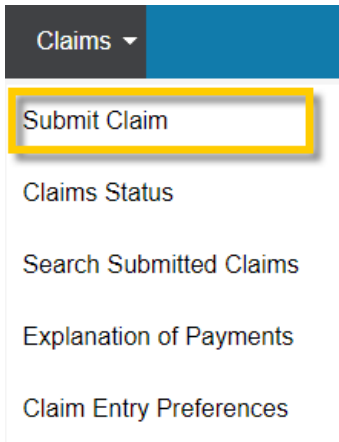 Claims
Submit Claim
Claims Status
Search Submitted Claims
Explanation of Payments
Claim Entry Preferences